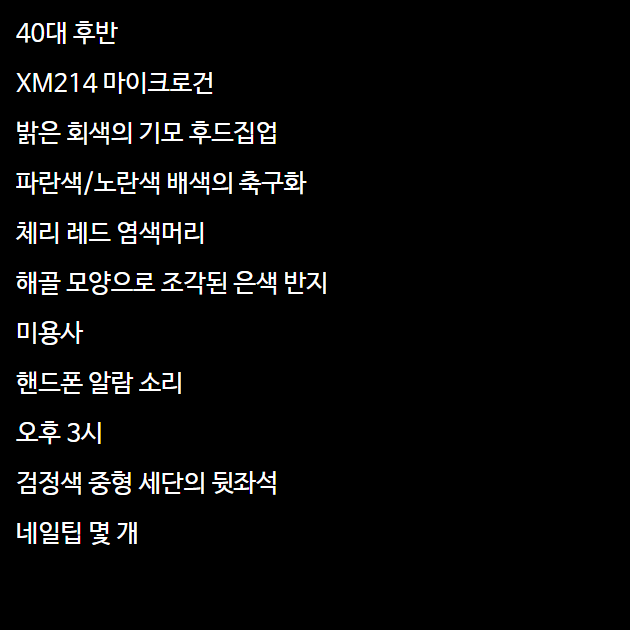 40대 후반
XM214 마이크로건
밝은 회색의 기모 후드집업
파란색/노란색 배색의 축구화
체리 레드 염색머리
해골 모양으로 조각된 은색 반지
미용사
핸드폰 알람 소리
오후 3시
검정색 중형 세단의 뒷좌석
네일팁 몇 개